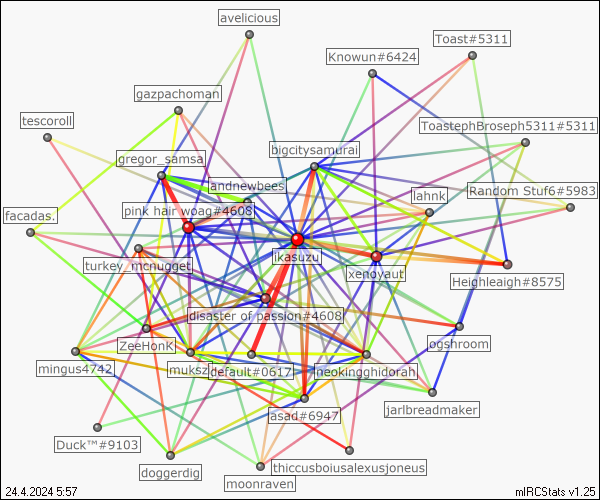 avelicious
Toast#5311
Knowun#6424
gazpachoman
tescoroll
ToastephBroseph5311#5311
bigcitysamurai
gregor_samsa
andnewbees
lahnk
Random Stuf6#5983
pink hair woag#4608
facadas.
ikasuzu
turkey_mcnugget
xenoyaut
Heighleaigh#8575
disaster of passion#4608
ogshroom
ZeeHonK
mingus4742
muksz
default#0617
neokingghidorah
asad#6947
jarlbreadmaker
Duck™#9103
doggerdig
thiccusboiusalexusjoneus
moonraven
24.4.2024 5:57
mIRCStats v1.25